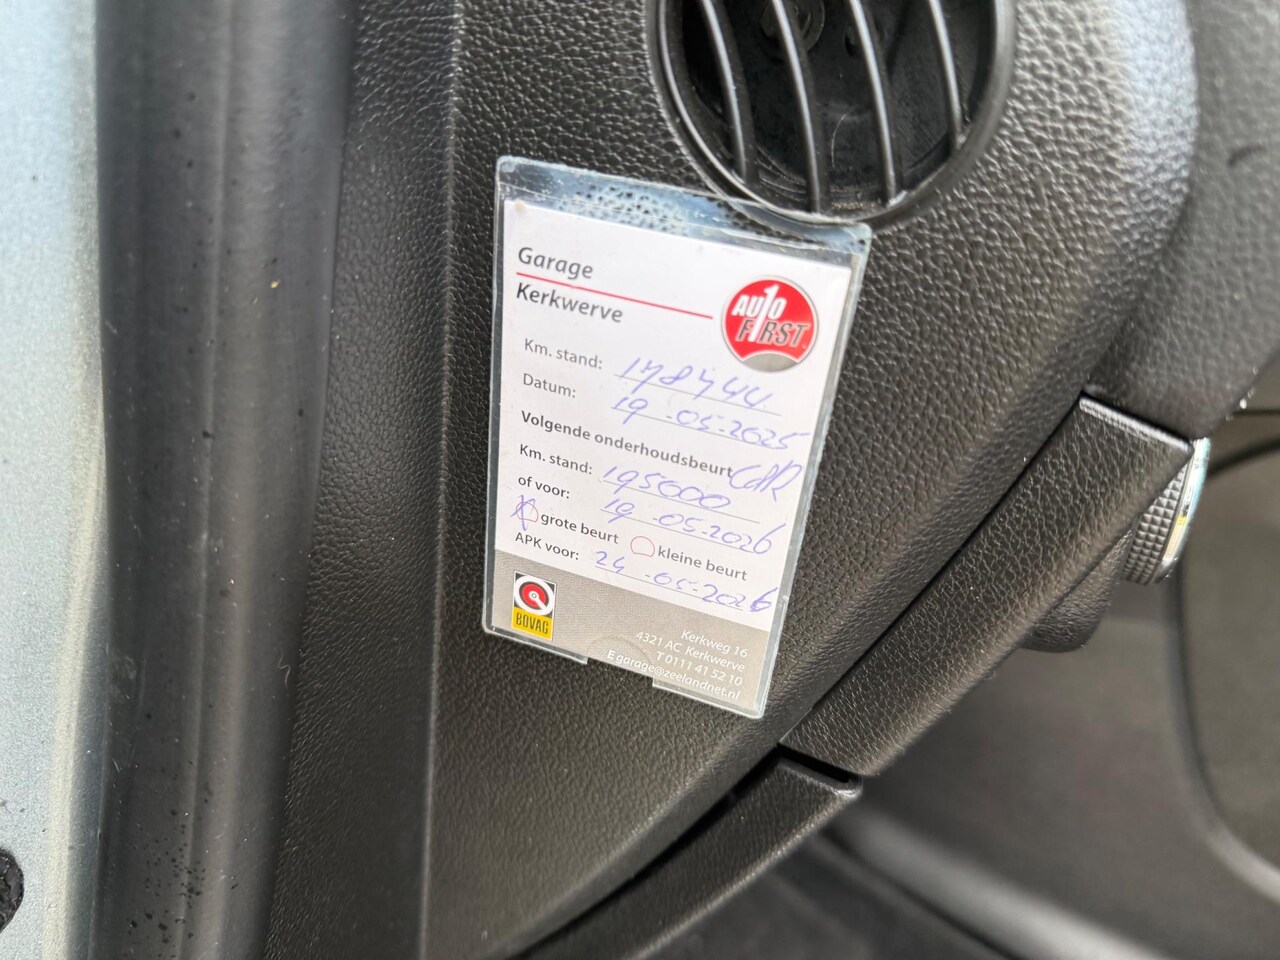 Garage
Kerkwerve
AUTO
FIRST
Km. stand: 178744
Datum: 19-05-2025
Volgende onderhoudsbeurt
Km. stand: 195000
of voor: 19-05-2026
grote beurt kleine beurt
APK voor: 24-05-2026
BOVAG
Kerkweg 16
4321 AC Kerkwerve
T 0111 41 52 10
E garage@zeelandnet.nl